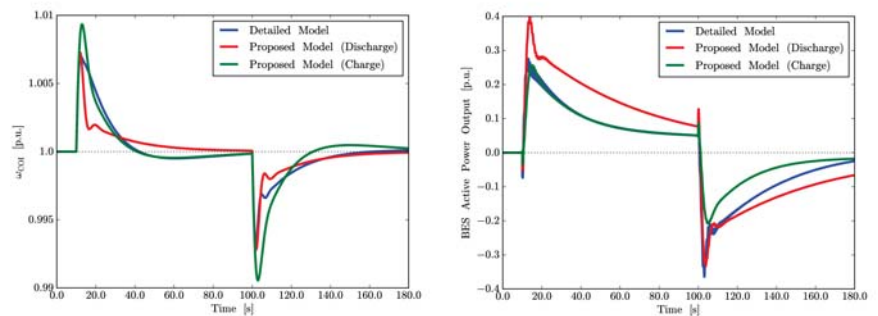 1.01
1.005
1.0
0.995
0.99
ω_COI [p.u.]
Detailed Model
Proposed Model (Discharge)
Proposed Model (Charge)
0.0 20.0 40.0 60.0 80.0 100.0 120.0 140.0 160.0 180.0
Time [s]
0.4
0.3
0.2
0.1
0.0
-0.1
-0.2
-0.3
-0.4
BES Active Power Output [p.u.]
Detailed Model
Proposed Model (Discharge)
Proposed Model (Charge)
0.0 20.0 40.0 60.0 80.0 100.0 120.0 140.0 160.0 180.0
Time [s]